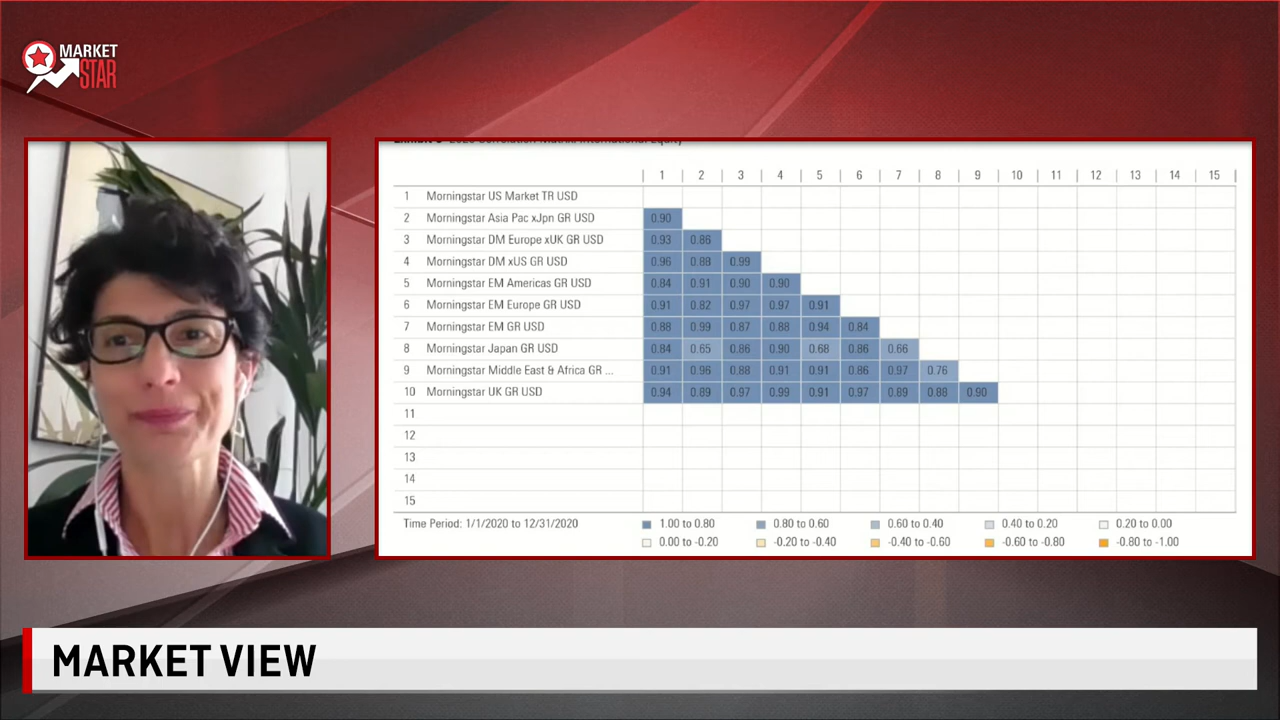 MARKET
STAR
2020 Correlation Matrix: International Equity
1 2 3 4 5 6 7 8 9 10 11 12 13 14 15
1 Morningstar US Market TR USD
2 Morningstar Asia Pac xJpn GR USD 0.90
3 Morningstar DM Europe xUK GR USD 0.93 0.86
4 Morningstar DM xUS GR USD 0.96 0.88 0.99
5 Morningstar EM Americas GR USD 0.84 0.91 0.90 0.90
6 Morningstar EM Europe GR USD 0.91 0.82 0.97 0.97 0.91
7 Morningstar EM GR USD 0.88 0.99 0.87 0.88 0.94 0.84
8 Morningstar Japan GR USD 0.84 0.65 0.86 0.90 0.68 0.86 0.66
9 Morningstar Middle East & Africa GR ... 0.91 0.96 0.88 0.91 0.91 0.86 0.97 0.76
10 Morningstar UK GR USD 0.94 0.89 0.97 0.99 0.91 0.97 0.89 0.88 0.90
11
12
13
14
15
Time Period: 1/1/2020 to 12/31/2020 1.00 to 0.80 0.80 to 0.60 0.60 to 0.40 0.40 to 0.20 0.20 to 0.00
0.00 to -0.20 -0.20 to -0.40 -0.40 to -0.60 -0.60 to -0.80 -0.80 to -1.00
MARKET VIEW